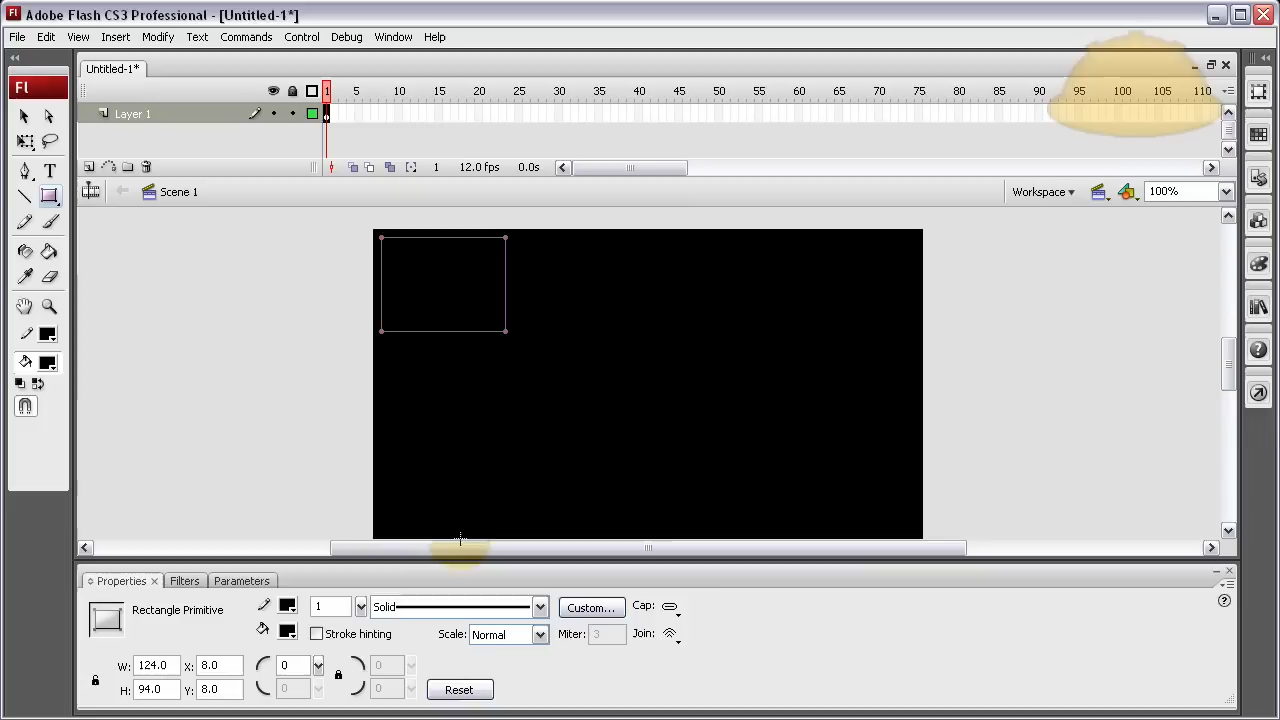 Fl Adobe Flash CS3 Professional - [Untitled-1*]
File Edit View Insert Modify Text Commands Control Debug Window Help
Untitled-1*
Fl
1 5 10 15 20 25 30 35 40 45 50 55 60 65 70 75 80 85 90 95 100 105 110
Layer 1
1 12.0 fps 0.0s
Scene 1 Workspace 100%
Properties Filters Parameters
Rectangle Primitive 1 Solid Custom... Cap:
Stroke hinting Scale: Normal Miter: 3 Join:
W: 124.0 X: 8.0 0 0
H: 94.0 Y: 8.0 0 0 Reset